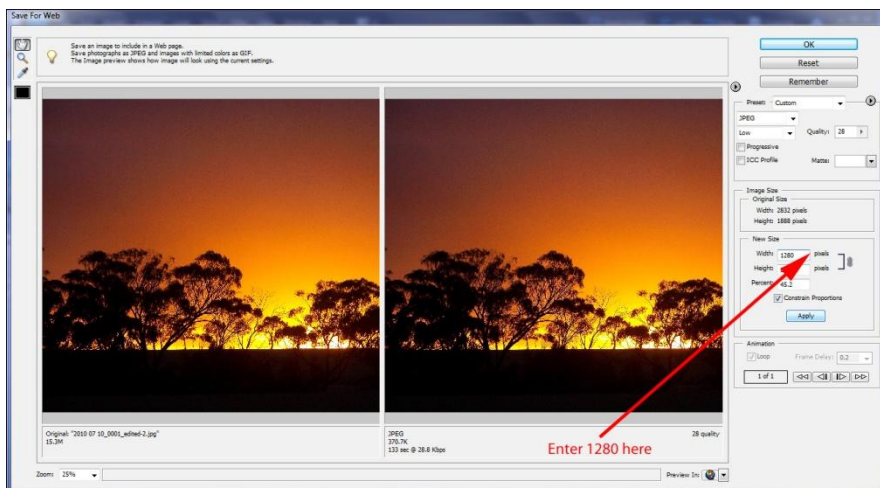 Save For Web
Save an image to include in a Web page.
Save photographs as JPEG and images with limited colors as GIF.
The Image preview shows how image will look using the current settings.
OK
Reset
Remember
Preset: Custom
JPEG
Low
Quality: 28
Progressive
ICC Profile
Matte:
Image Size
Original Size
Width: 2832 pixels
Height: 1888 pixels
New Size
Width: 1280 pixels
Height: pixels
Percent: 45.2
Constrain Proportions
Apply
Animation
Loop
Frame Delay: 0.2
1 of 1
Original: "2010 07 10_0001_edited-2.jpg"
15.3M
JPEG
28 quality
370.7K
133 sec @ 28.8 Kbps
Enter 1280 here
Zoom: 25%
Preview In: